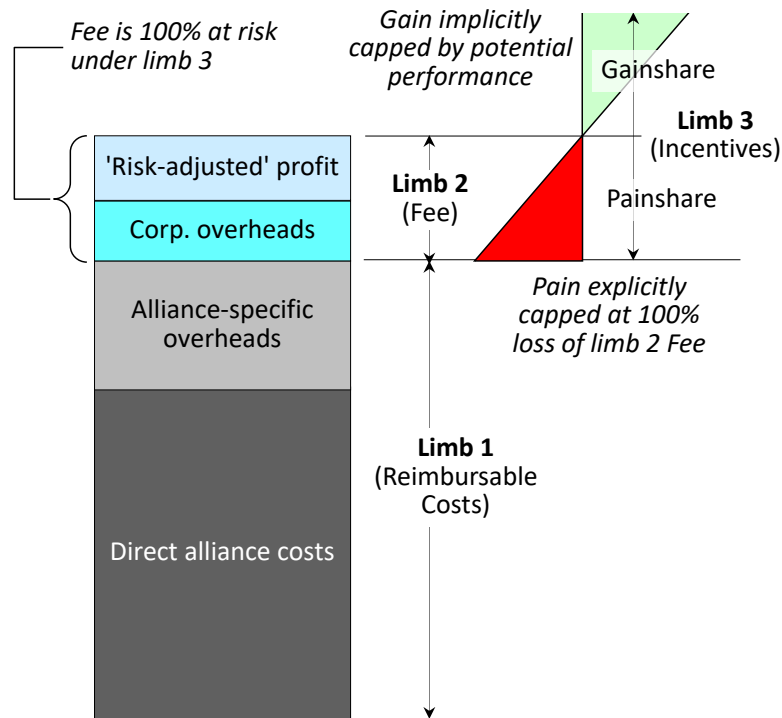 Fee is 100% at risk
under limb 3
Gain implicitly
capped by potential
performance
Gainshare
Limb 3
(Incentives)
'Risk-adjusted' profit
Limb 2
(Fee)
Painshare
Corp. overheads
Alliance-specific
overheads
Pain explicitly
capped at 100%
loss of limb 2 Fee
Limb 1
(Reimbursable
Costs)
Direct alliance costs